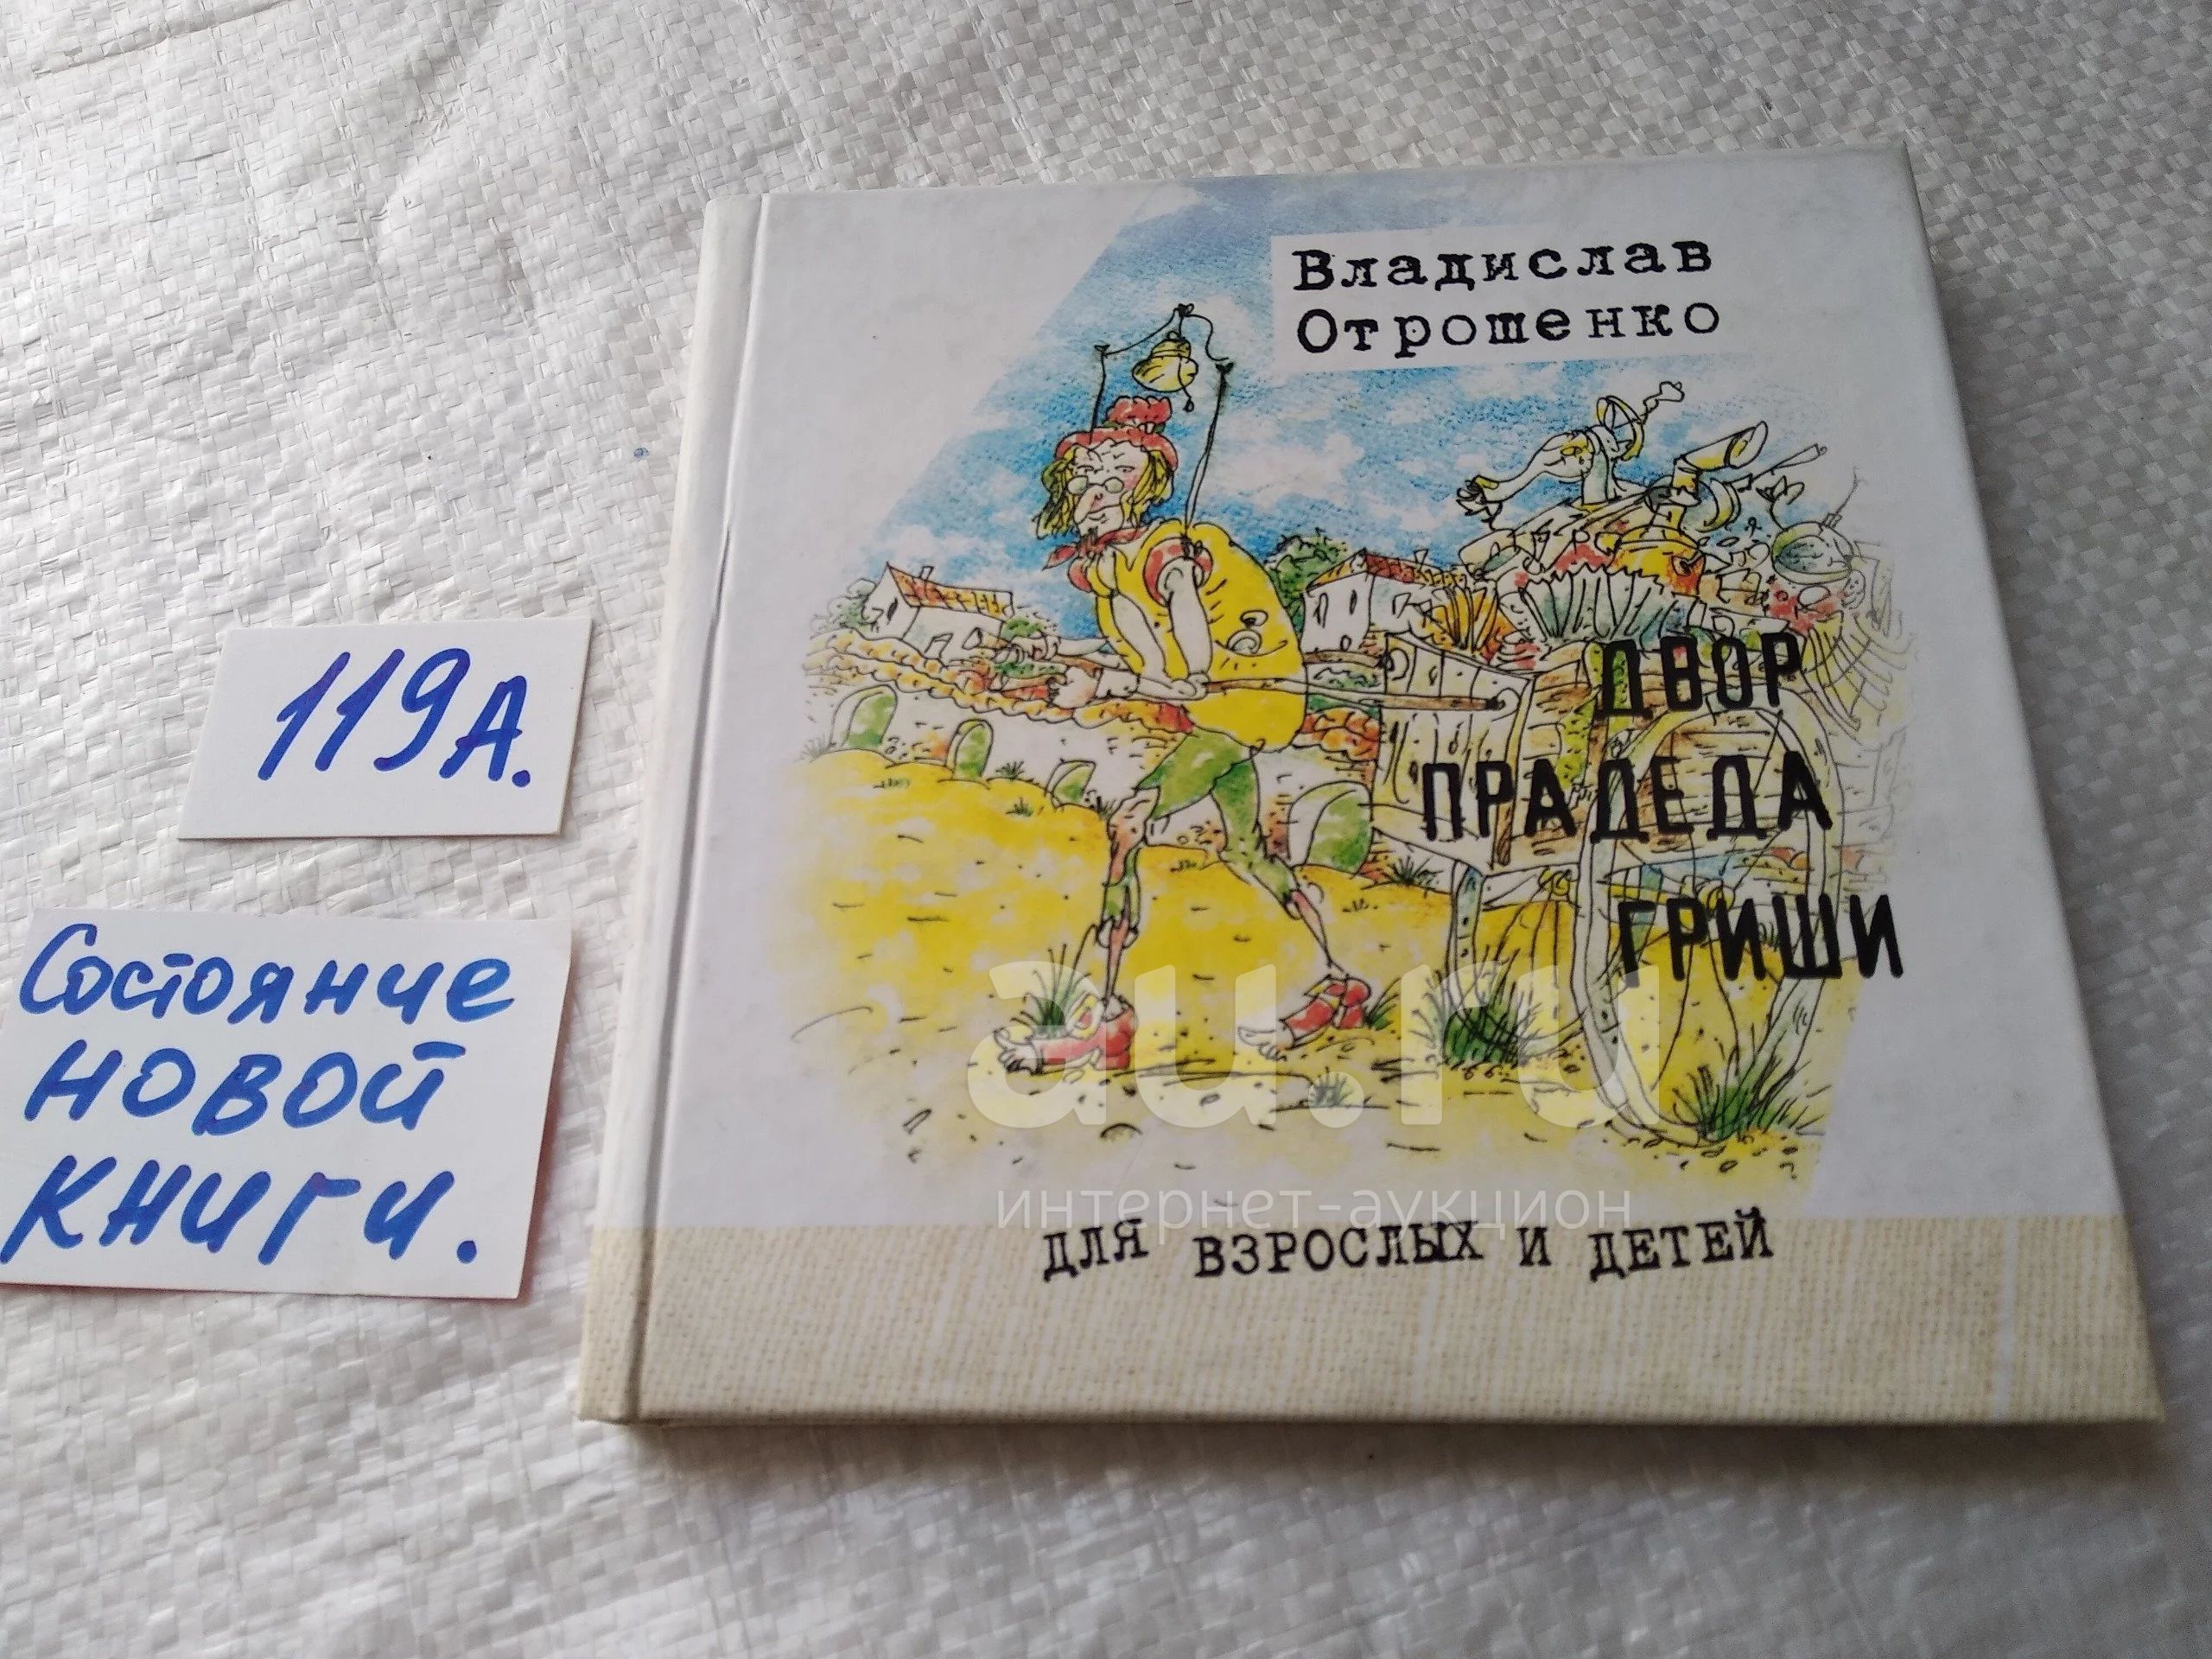 Владислав
Отрошенко
ДВОР
ПРАДЕДА
ГРИШИ
au.ru
интернет-аукцион
ДЛЯ ВЗРОСЛЫХ И ДЕТЕЙ
119А.
Состояние
новой
книги.